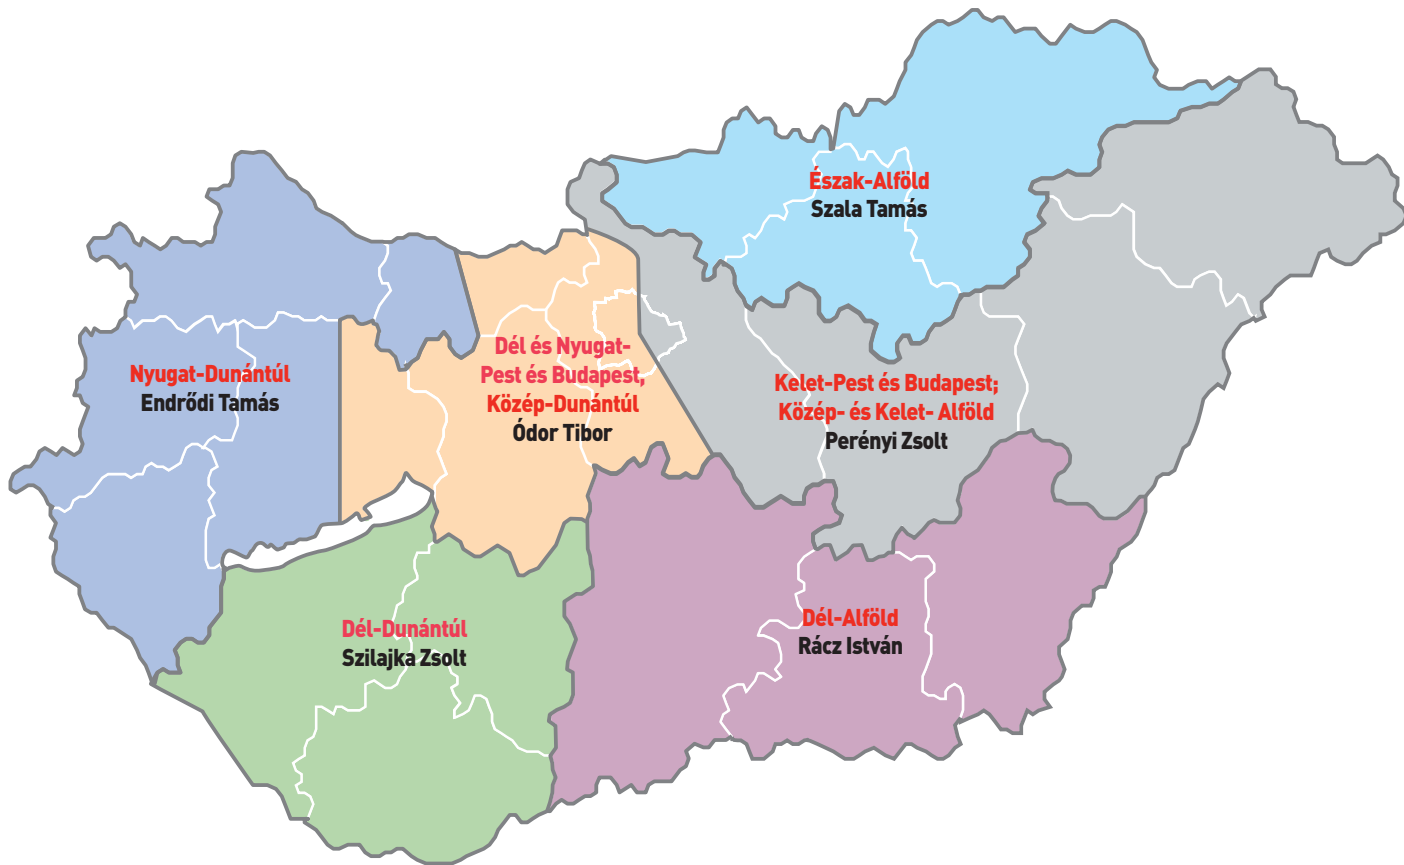 Észak-Alföld
Szala Tamás
Dél és Nyugat-
Pest és Budapest,
Közép-Dunántúl
Ódor Tibor
Nyugat-Dunántúl
Endrődi Tamás
Kelet-Pest és Budapest;
Közép- és Kelet- Alföld
Perényi Zsolt
Dél-Dunántúl
Szilajka Zsolt
Dél-Alföld
Rácz István